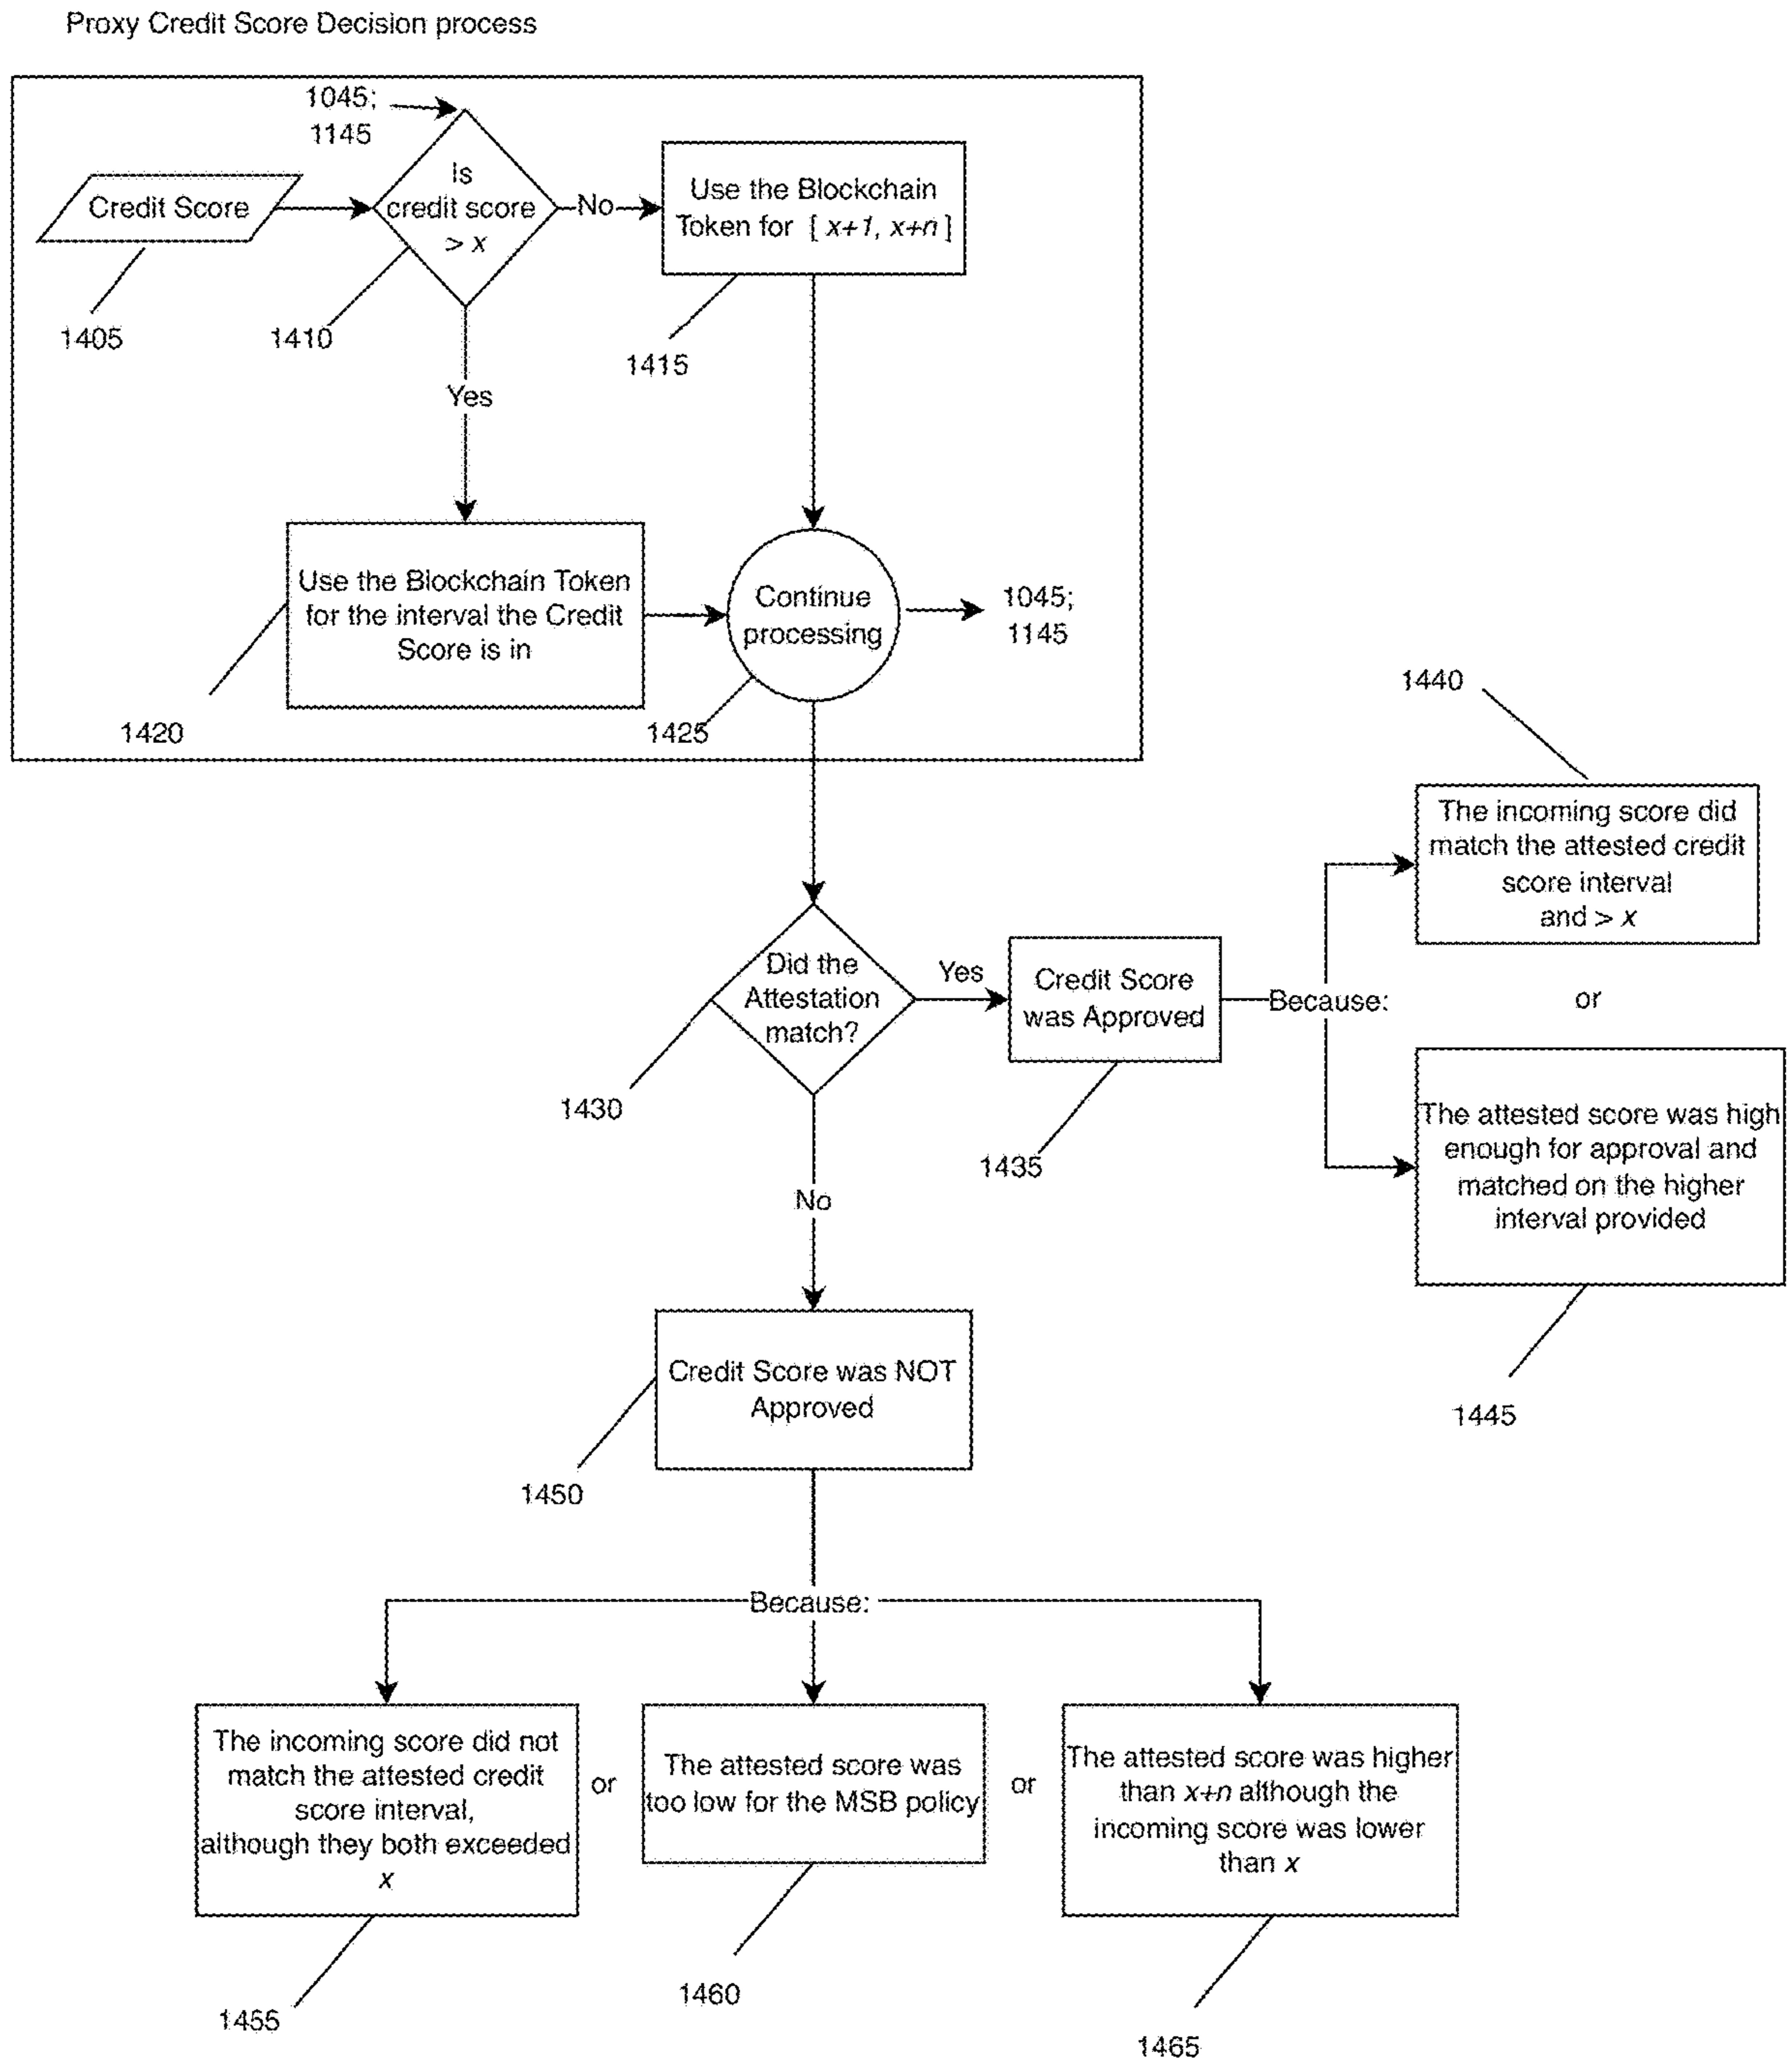 Proxy Credit Score Decision process
1045;
1145
Credit Score
Is
credit score
> x
No
Use the Blockchain
Token for [ x+1, x+n ]
1405
1410
1415
Yes
Use the Blockchain Token
for the interval the Credit
Score is in
Continue
processing
1045;
1145
1420
1425
1440
The incoming score did
match the attested credit
score interval
and > x
Did the
Attestation
match?
Yes
Credit Score
was Approved
Because:
or
1430
1435
The attested score was high
enough for approval and
matched on the higher
interval provided
1445
No
Credit Score was NOT
Approved
1450
Because:
The incoming score did not
match the attested credit
score interval,
although they both exceeded
x
or
The attested score was
too low for the MSB policy
or
The attested score was higher
than x+n although the
incoming score was lower
than x
1455
1460
1465